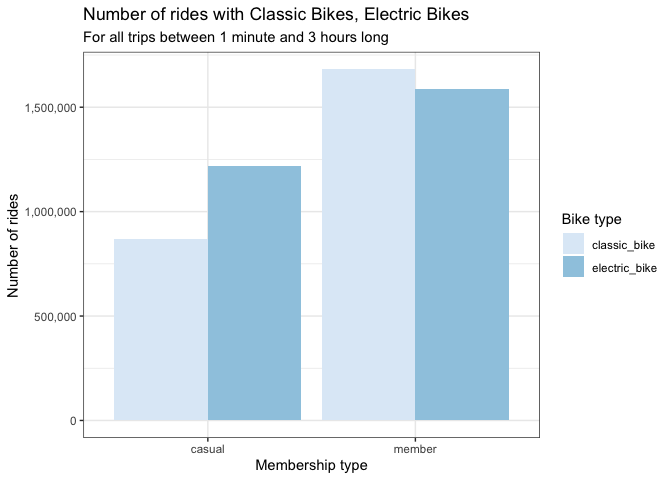 Number of rides with Classic Bikes, Electric Bikes
For all trips between 1 minute and 3 hours long
Number of rides
1,500,000
1,000,000
500,000
0
casual
member
Membership type
Bike type
classic_bike
electric_bike